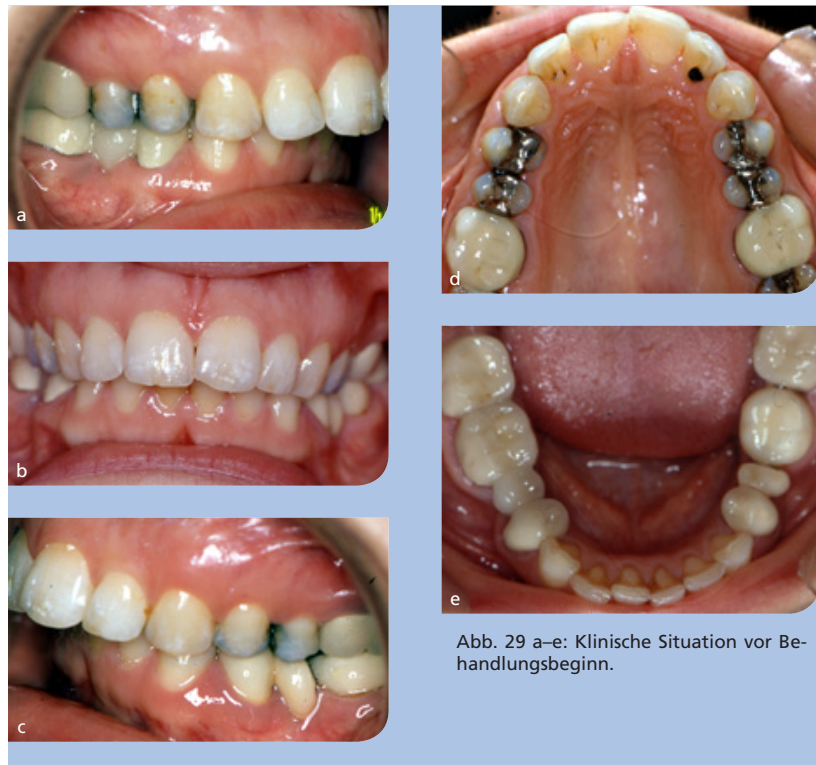 a
b
c
d
e
Abb. 29 a–e: Klinische Situation vor Be-
handlungsbeginn.